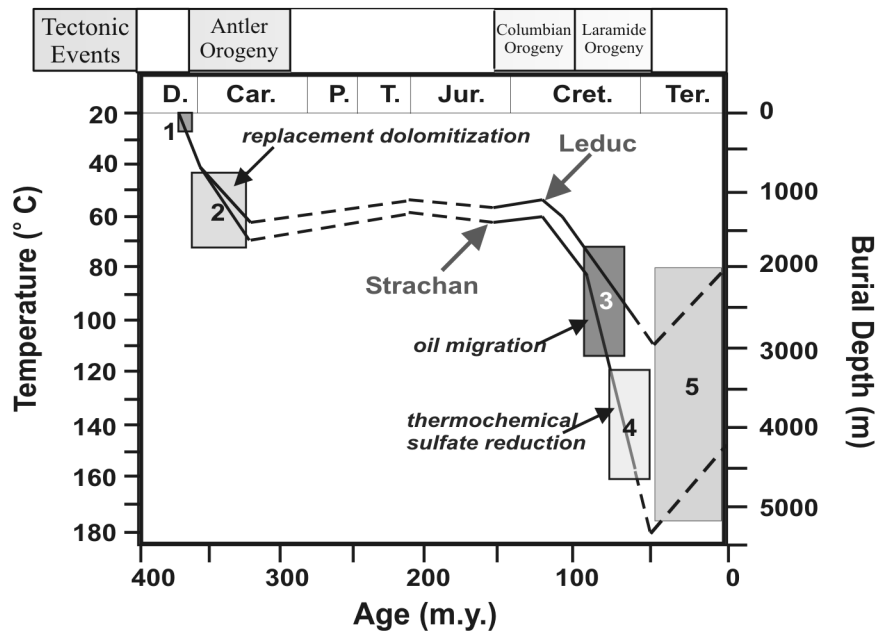 Tectonic
Events
Antler
Orogeny
Columbian
Orogeny
Laramide
Orogeny
D.
Car.
P.
T.
Jur.
Cret.
Ter.
20
40
60
80
100
120
140
160
180
Temperature (° C)
0
1000
2000
3000
4000
5000
Burial Depth (m)
1
replacement dolomitization
Leduc
2
Strachan
3
oil migration
5
thermochemical
sulfate reduction
4
400
300
200
100
0
Age (m.y.)